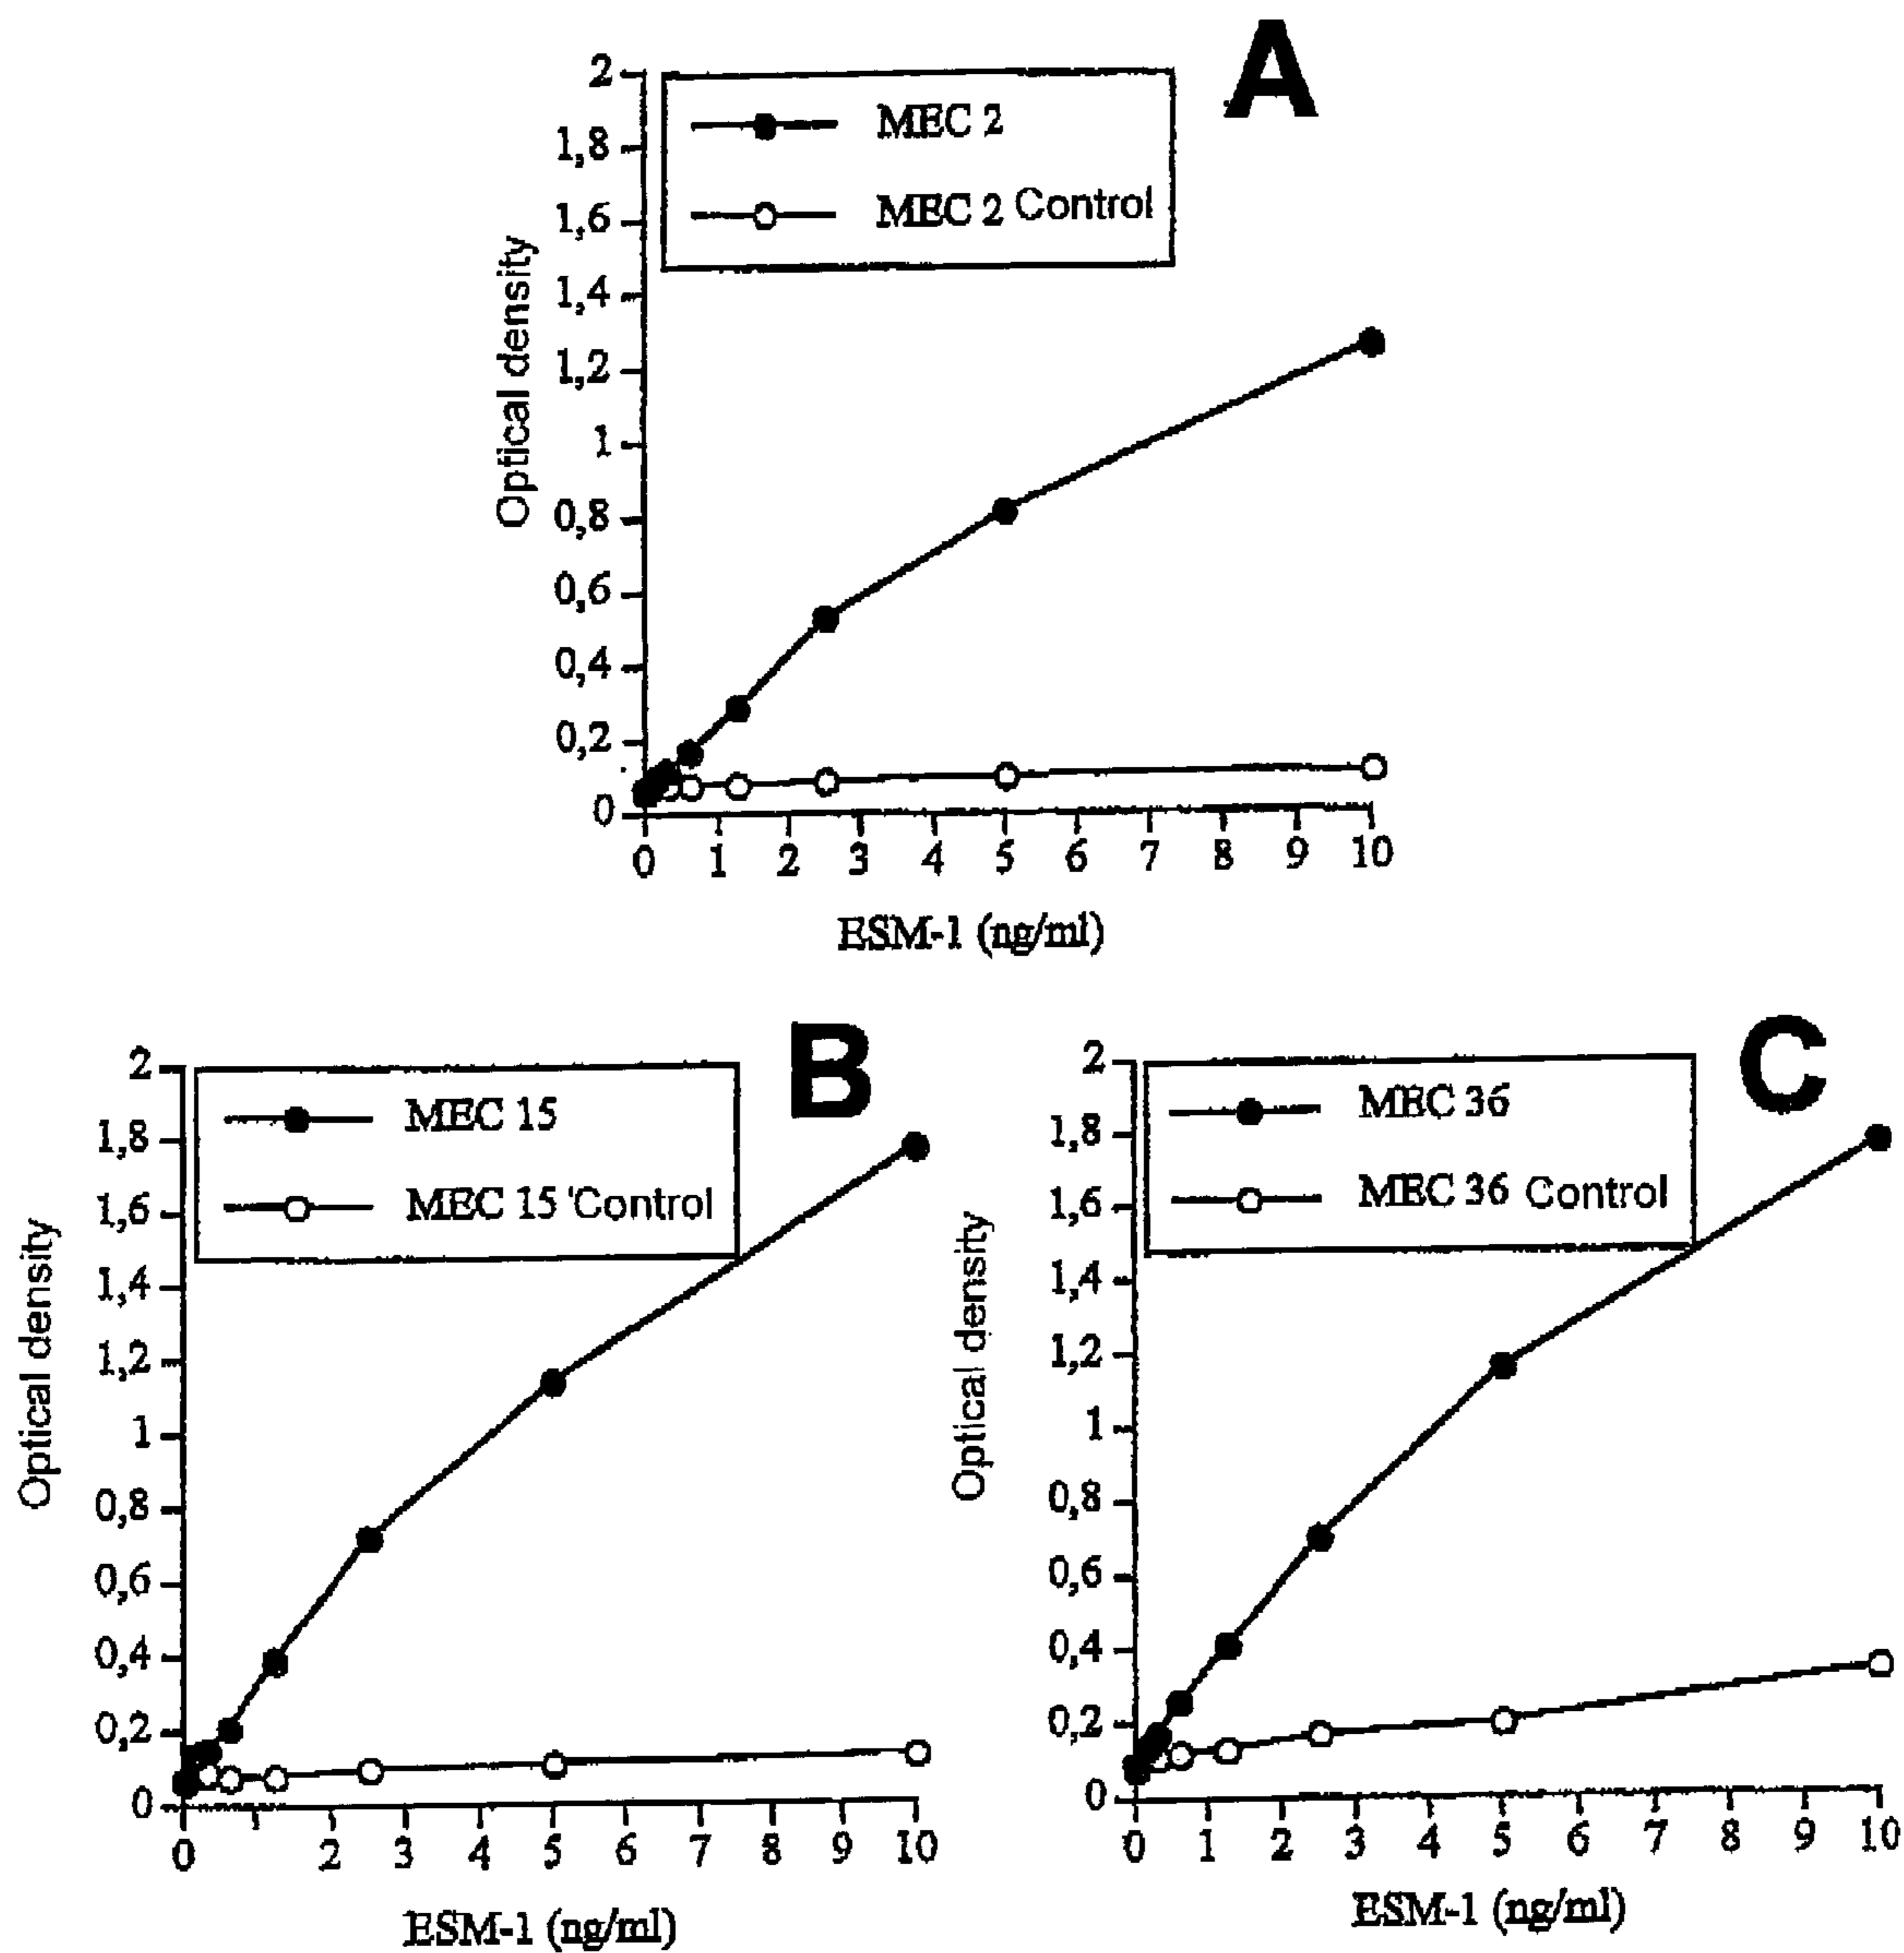 A
MEC 2
MEC 2 Control
Optical density
2
1,8
1,6
1,4
1,2
1
0,8
0,6
0,4
0,2
0
0 1 2 3 4 5 6 7 8 9 10
ESM-1 (ng/ml)
B
MEC 15
MEC 15 'Control
Optical density
2
1,8
1,6
1,4
1,2
1
0,8
0,6
0,4
0,2
0
0 1 2 3 4 5 6 7 8 9 10
ESM-1 (ng/ml)
C
MEC 36
MEC 36 Control
Optical density
2
1,8
1,6
1,4
1,2
1
0,8
0,6
0,4
0,2
0
0 1 2 3 4 5 6 7 8 9 10
ESM-1 (ng/ml)